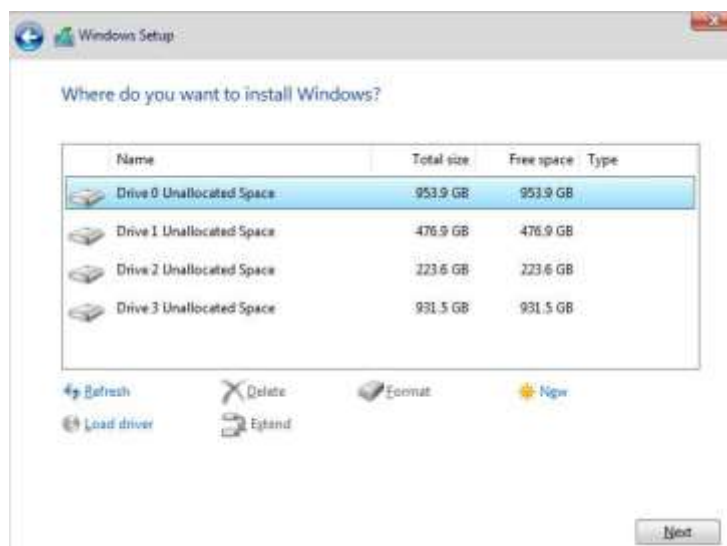 Windows Setup
Where do you want to install Windows?
Name Total size Free space Type
Drive 0 Unallocated Space 953.9 GB 953.9 GB
Drive 1 Unallocated Space 476.9 GB 476.9 GB
Drive 2 Unallocated Space 223.6 GB 223.6 GB
Drive 3 Unallocated Space 931.5 GB 931.5 GB
Refresh Delete Format New
Load driver Extend
Next